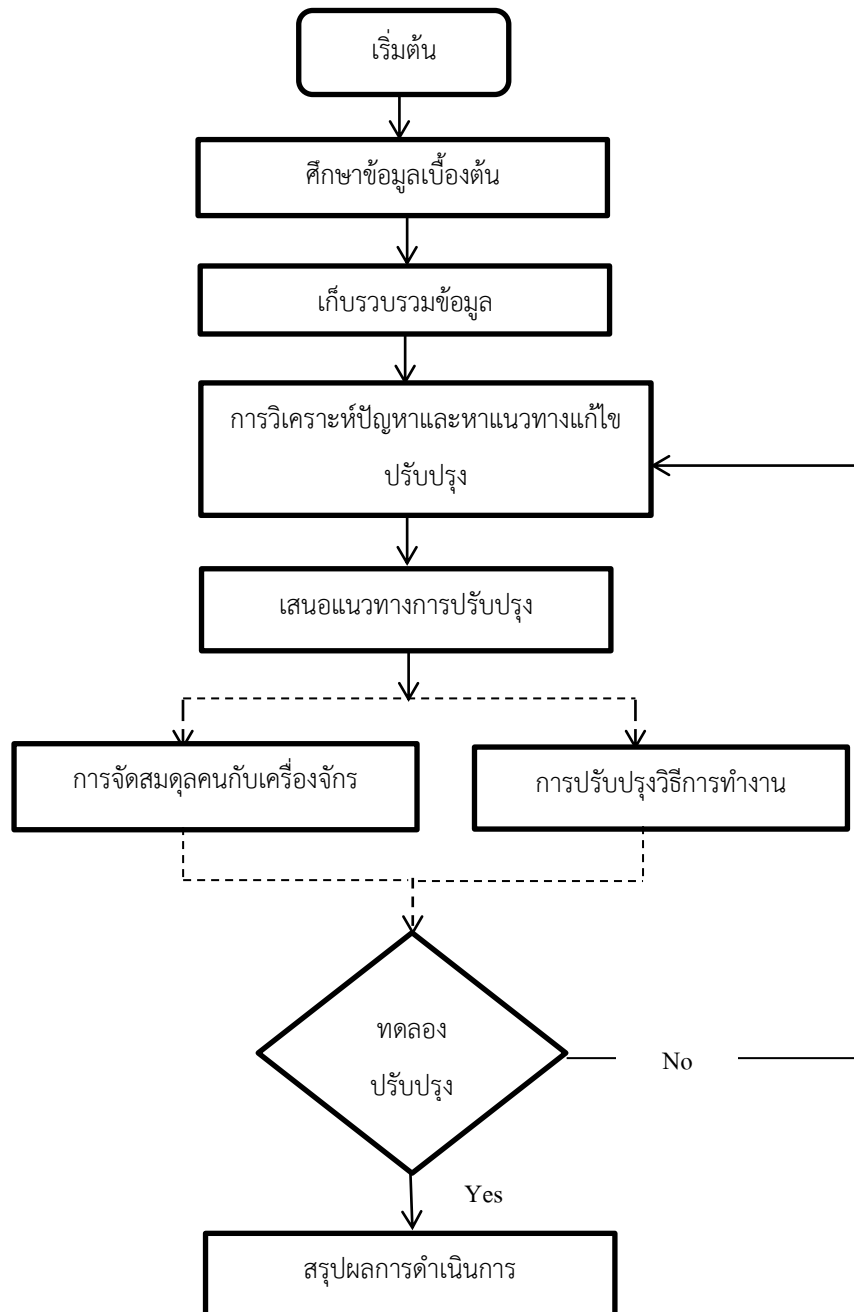 เริ่มต้น
ศึกษาข้อมูลเบื้องต้น
เก็บรวบรวมข้อมูล
การวิเคราะห์ปัญหาและหาแนวทางแก้ไข
ปรับปรุง
เสนอแนวทางการปรับปรุง
การจัดสมดุลคนกับเครื่องจักร
การปรับปรุงวิธีการทำงาน
ทดลอง
ปรับปรุง
No
Yes
สรุปผลการดำเนินการ